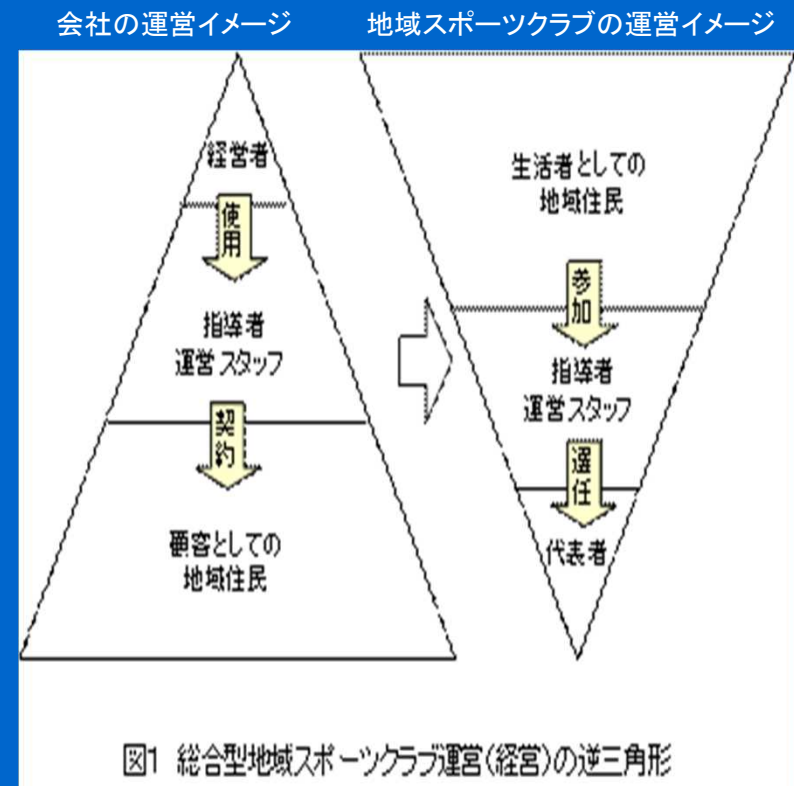 会社の運営イメージ
地域スポーツクラブの運営イメージ
経営者
使用
指導者
運営スタッフ
契約
顧客としての
地域住民
生活者としての
地域住民
参加
指導者
運営スタッフ
選任
代表者
図1 総合型地域スポーツクラブ運営(経営)の逆三角形